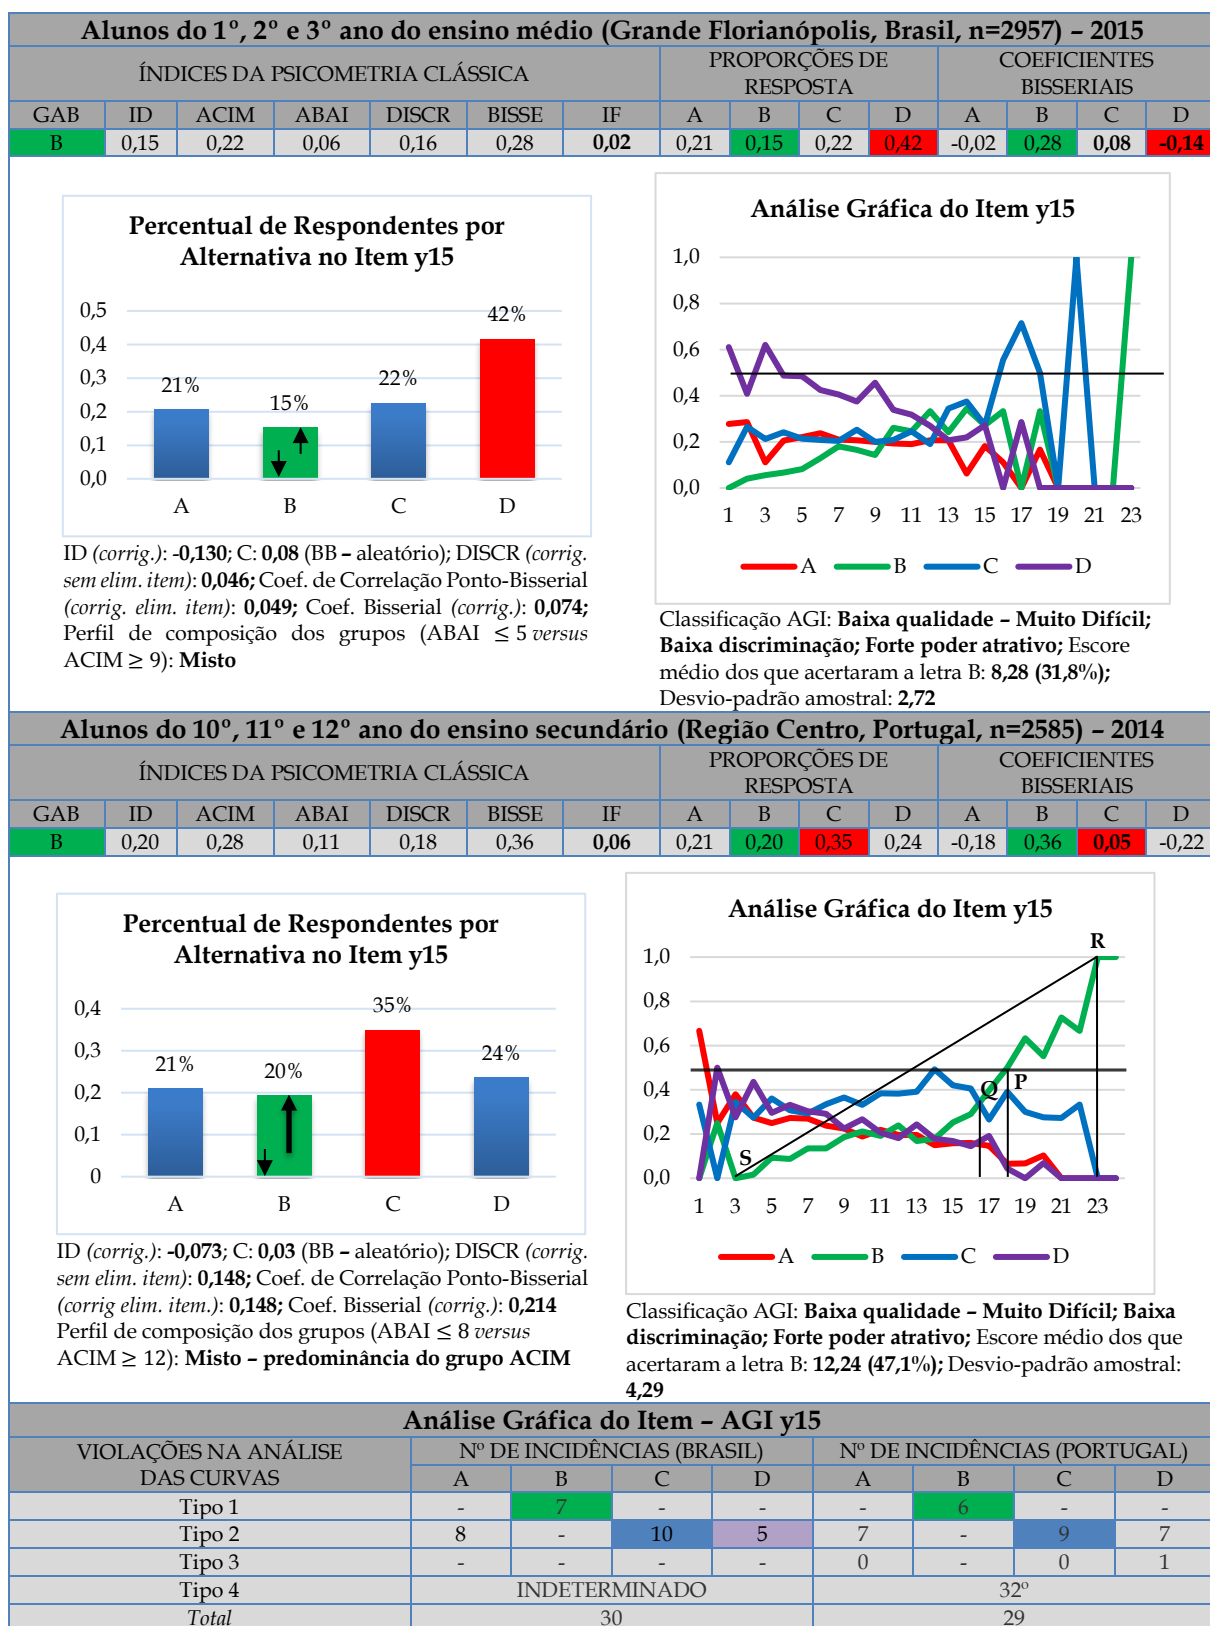 Alunos do 1º, 2º e 3º ano do ensino médio (Grande Florianópolis, Brasil, n=2957) – 2015
ÍNDICES DA PSICOMETRIA CLÁSSICA
PROPORÇÕES DE RESPOSTA
COEFICIENTES BISSERIAIS
GAB ID ACIM ABAI DISCR BISSE IF A B C D A B C D
B 0,15 0,22 0,06 0,16 0,28 0,02 0,21 0,15 0,22 0,42 -0,02 0,28 0,08 -0,14
Percentual de Respondentes por
Alternativa no Item y15
0,5
0,4
0,3
0,2
0,1
0,0
21%
15%
22%
42%
A B C D
ID (corrig.): -0,130; C: 0,08 (BB – aleatório); DISCR (corrig.
sem elim. item): 0,046; Coef. de Correlação Ponto-Bisserial
(corrig. elim. item): 0,049; Coef. Bisserial (corrig.): 0,074;
Perfil de composição dos grupos (ABAI ≤ 5 versus
ACIM ≥ 9): Misto
Análise Gráfica do Item y15
1,0
0,8
0,6
0,4
0,2
0,0
1 3 5 7 9 11 13 15 17 19 21 23
A B C D
Classificação AGI: Baixa qualidade – Muito Difícil;
Baixa discriminação; Forte poder atrativo; Escore
médio dos que acertaram a letra B: 8,28 (31,8%);
Desvio-padrão amostral: 2,72
Alunos do 10º, 11º e 12º ano do ensino secundário (Região Centro, Portugal, n=2585) – 2014
ÍNDICES DA PSICOMETRIA CLÁSSICA
PROPORÇÕES DE RESPOSTA
COEFICIENTES BISSERIAIS
GAB ID ACIM ABAI DISCR BISSE IF A B C D A B C D
B 0,20 0,28 0,11 0,18 0,36 0,06 0,21 0,20 0,35 0,24 -0,18 0,36 0,05 -0,22
Percentual de Respondentes por
Alternativa no Item y15
0,4
0,3
0,2
0,1
0
21%
20%
35%
24%
A B C D
ID (corrig.): -0,073; C: 0,03 (BB – aleatório); DISCR (corrig.
sem elim. item): 0,148; Coef. de Correlação Ponto-Bisserial
(corrig elim. item.): 0,148; Coef. Bisserial (corrig.): 0,214
Perfil de composição dos grupos (ABAI ≤ 8 versus
ACIM ≥ 12): Misto – predominância do grupo ACIM
Análise Gráfica do Item y15
R
1,0
0,8
0,6
0,4
0,2
0,0
Q
P
S
1 3 5 7 9 11 13 15 17 19 21 23
A B C D
Classificação AGI: Baixa qualidade – Muito Difícil; Baixa
discriminação; Forte poder atrativo; Escore médio dos que
acertaram a letra B: 12,24 (47,1%); Desvio-padrão amostral:
4,29
Análise Gráfica do Item – AGI y15
VIOLAÇÕES NA ANÁLISE DAS CURVAS
Nº DE INCIDÊNCIAS (BRASIL)
Nº DE INCIDÊNCIAS (PORTUGAL)
A B C D A B C D
Tipo 1 - 7 - - - 6 - -
Tipo 2 8 - 10 5 7 - 9 7
Tipo 3 - - - - 0 - 0 1
Tipo 4 INDETERMINADO 32º
Total 30 29